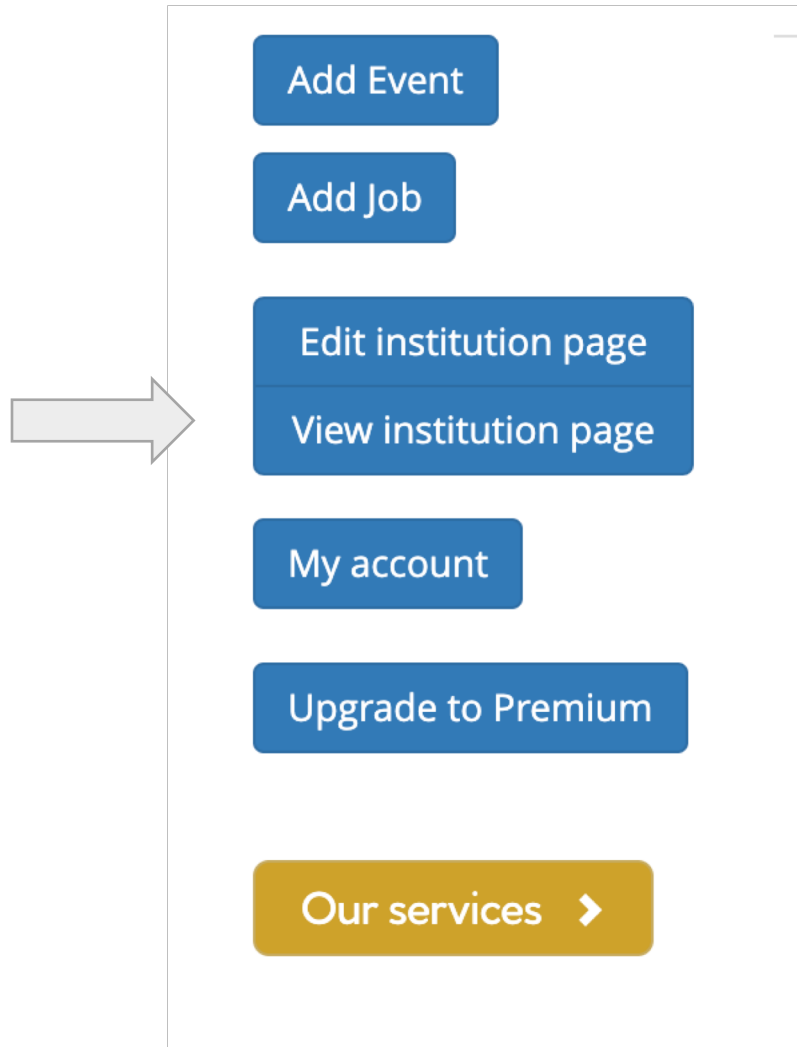 Add Event
Add Job
Edit institution page
View institution page
My account
Upgrade to Premium
Our services